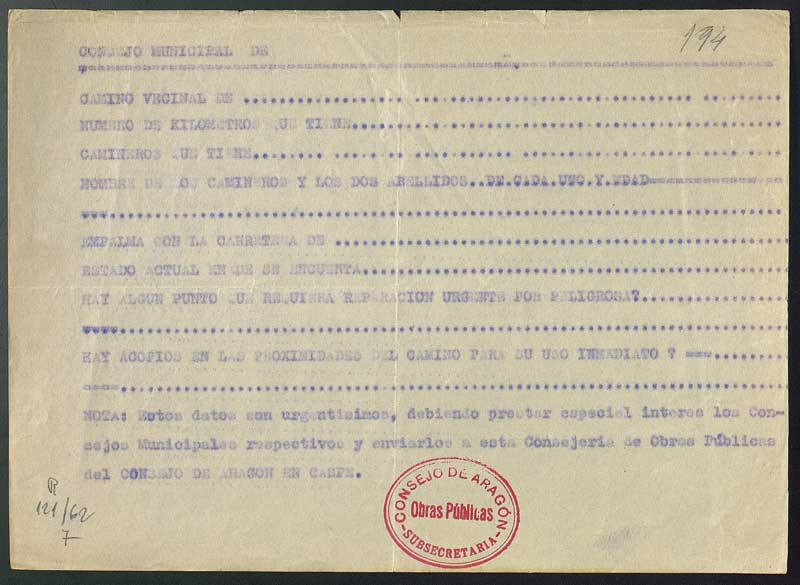 194
CONSEJO MUNICIPAL DE
CAMINO VECINAL DE ........................................
NUMERO DE KILOMETROS QUE TIENE........................................
CAMINEROS QUE TIENE........................................
NOMBRE DE LOS CAMINEROS Y LOS DOS APELLIDOS..DE.CADA.UNO.Y.EDAD
........................................
EMPALMA CON LA CARRETERA DE ........................................
ESTADO ACTUAL EN QUE SE ENCUENTA........................................
HAY ALGUN PUNTO QUE REQUIERA REPARACION URGENTE POR PELIGROSA?................
........................................
HAY ACOPIOS EN LAS PROXIMIDADES DEL CAMINO PARA SU USO INMEDIATO ? ===.......
........................................
NOTA: Estos datos son urgentisimos, debiendo prestar especial interes los Con-
sejos Municipales respectivos y enviarlos a esta Consejeria de Obras Públicas
del CONSEJO DE ARAGON EN CASPE.
CONSEJO DE ARAGÓN
Obras Públicas
-SUBSECRETARIA-
121/62
7